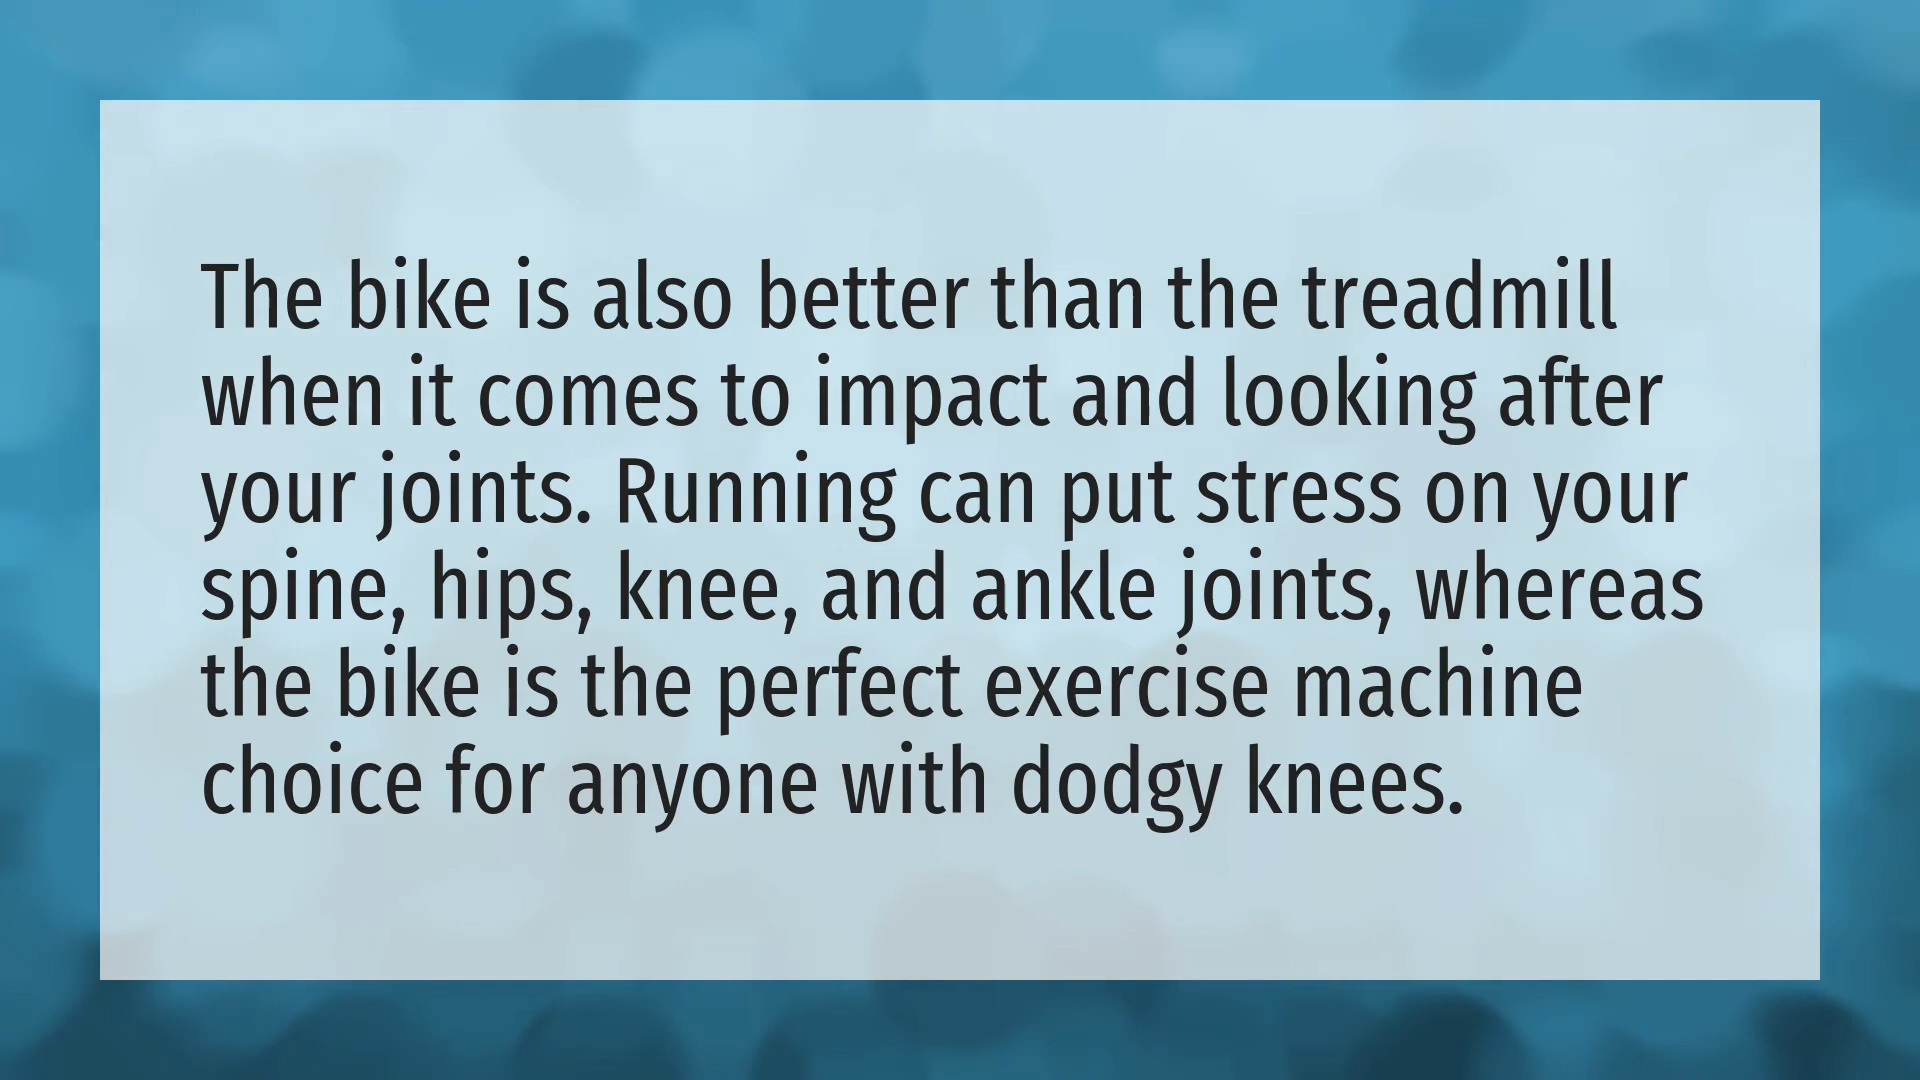 The bike is also better than the treadmill
when it comes to impact and looking after
your joints. Running can put stress on your
spine, hips, knee, and ankle joints, whereas
the bike is the perfect exercise machine
choice for anyone with dodgy knees.